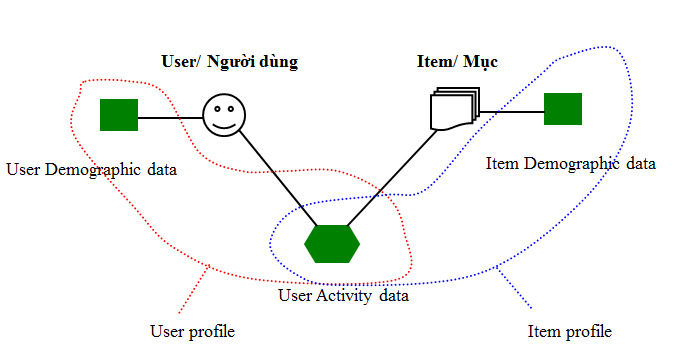 User/ Người dùng
Item/ Mục
User Demographic data
Item Demographic data
User Activity data
User profile
Item profile